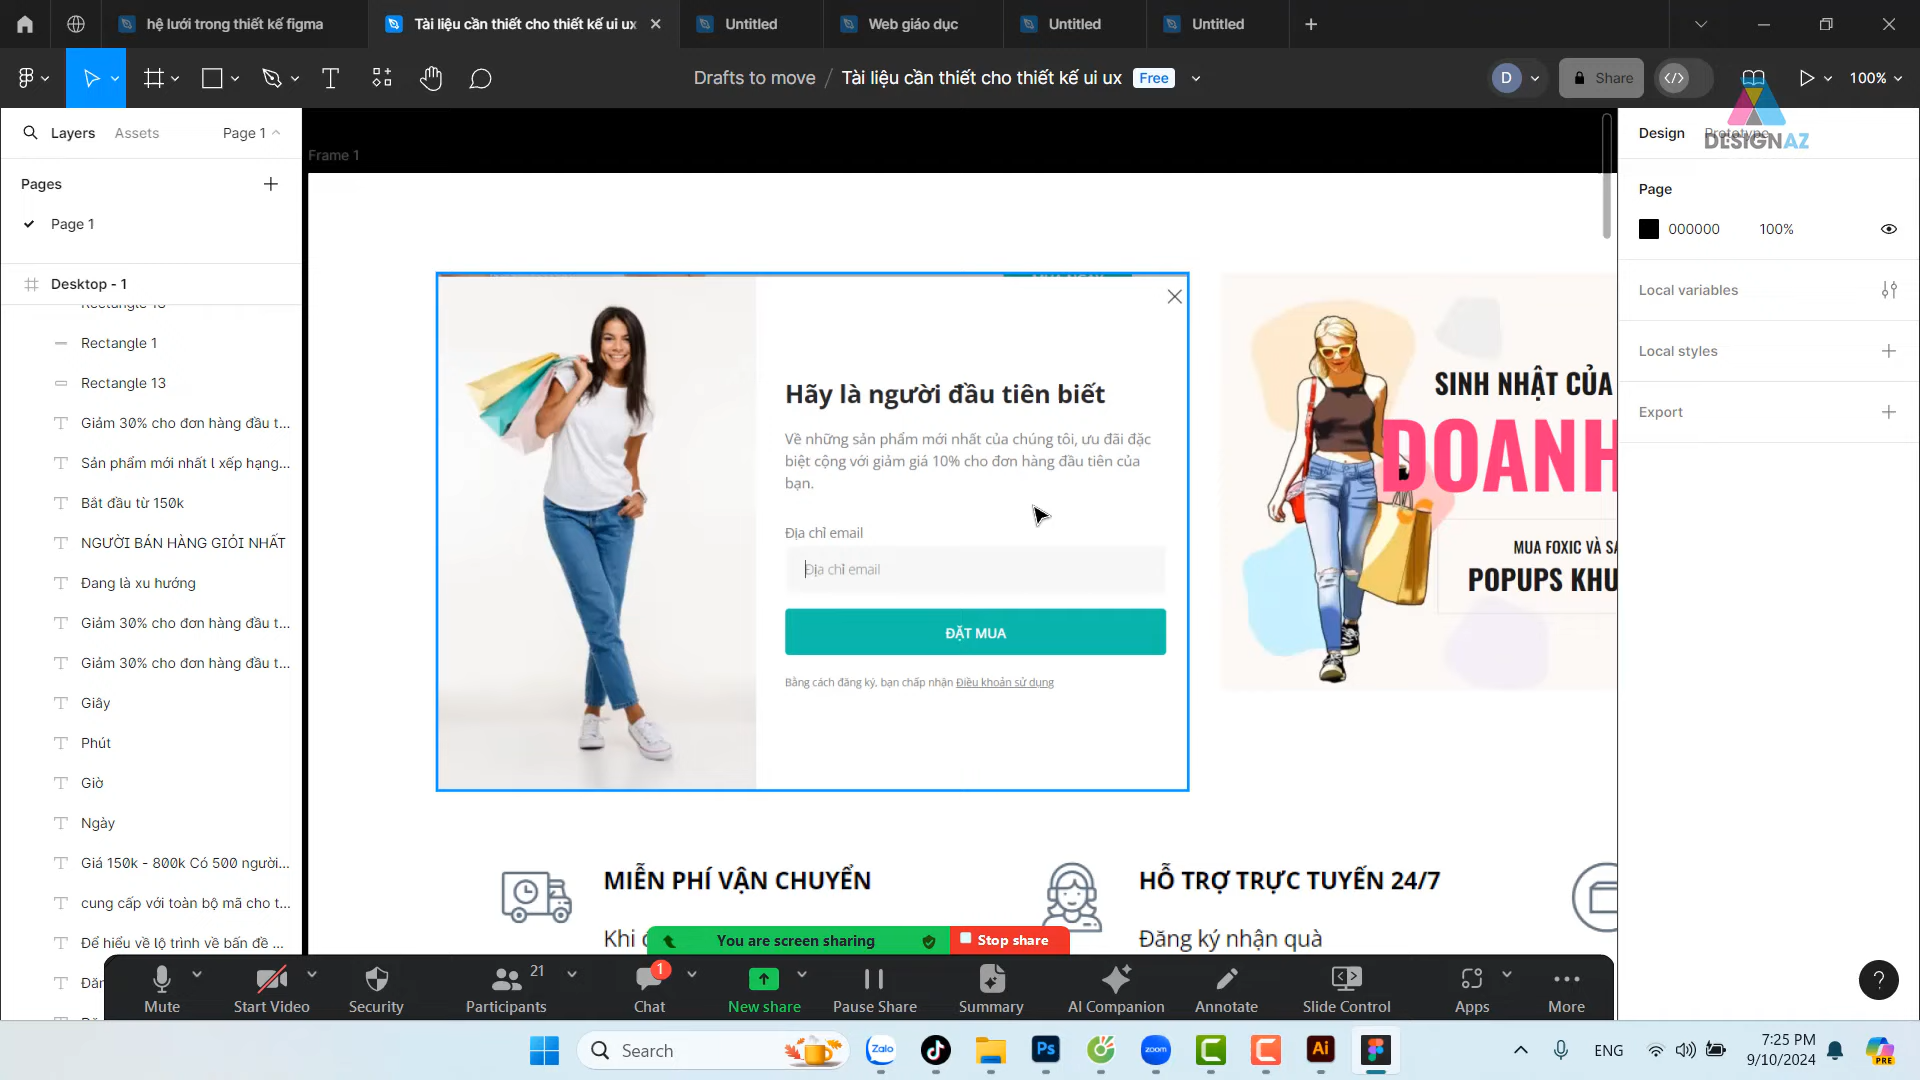 hệ lưới trong thiết kế figma
Tài liệu cần thiết cho thiết kế ui ux
Untitled
Web giáo dục
Untitled
Untitled
Drafts to move / Tài liệu cần thiết cho thiết kế ui ux Free
D
Share
100%
DESIGNAZ
Layers
Assets
Page 1
Pages
Page 1
Desktop - 1
Rectangle 1
Rectangle 13
Giảm 30% cho đơn hàng đầu t...
Sản phẩm mới nhất l xếp hạng...
Bắt đầu từ 150k
NGƯỜI BÁN HÀNG GIỎI NHẤT
Đang là xu hướng
Giảm 30% cho đơn hàng đầu t...
Giảm 30% cho đơn hàng đầu t...
Giây
Phút
Giờ
Ngày
Giá 150k - 800k Có 500 người...
cung cấp với toàn bộ mã cho t...
Để hiểu về lộ trình về bấn đề ...
Frame 1
Hãy là người đầu tiên biết
Về những sản phẩm mới nhất của chúng tôi, ưu đãi đặc
biệt cộng với giảm giá 10% cho đơn hàng đầu tiên của
bạn.
Địa chỉ email
Địa chỉ email
ĐẶT MUA
Bằng cách đăng ký, bạn chấp nhận Điều khoản sử dụng
SINH NHẬT CỦA
DOANH
MUA FOXIC VÀ
POPUPS
MIỄN PHÍ VẬN CHUYỂN
Khi
HỖ TRỢ TRỰC TUYẾN 24/7
Đăng ký nhận quà
Design
Prototype
Page
000000
100%
Local variables
Local styles
Export
You are screen sharing
Stop share
Mute
Start Video
Security
Participants
21
Chat
1
New share
Pause Share
Summary
AI Companion
Annotate
Slide Control
Apps
More
?
Search
Zalo
Ps
zoom
Ai
ENG
7:25 PM
9/10/2024
PRE